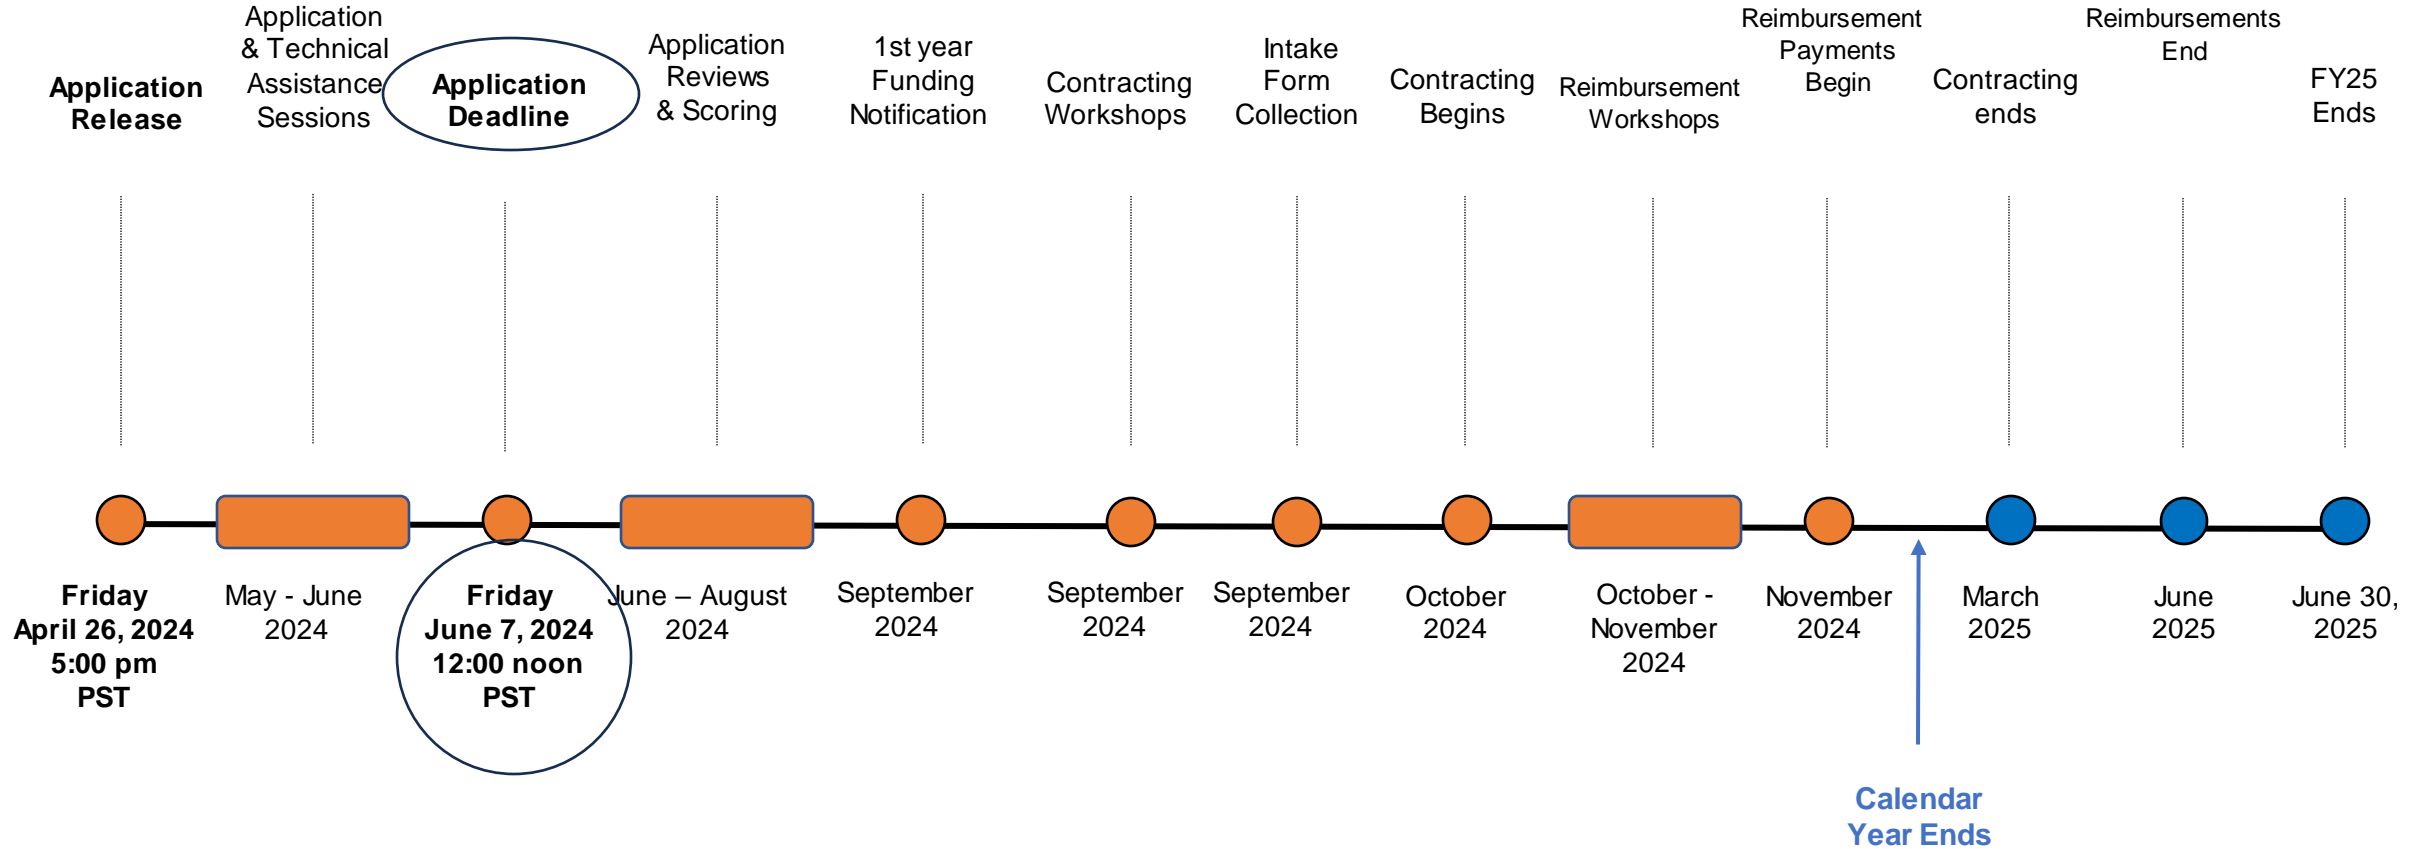 Application
Release
Application
& Technical
Assistance
Sessions
Application
Deadline
Application
Reviews
& Scoring
1st year
Funding
Notification
Contracting
Workshops
Intake
Form
Collection
Contracting
Begins
Reimbursement
Workshops
Reimbursement
Payments
Begin
Contracting
ends
Reimbursements
End
FY25
Ends
Friday
April 26, 2024
5:00 pm
PST
May - June
2024
Friday
June 7, 2024
12:00 noon
PST
June – August
2024
September
2024
September
2024
September
2024
October
2024
October -
November
2024
November
2024
March
2025
June
2025
June 30,
2025
Calendar
Year Ends